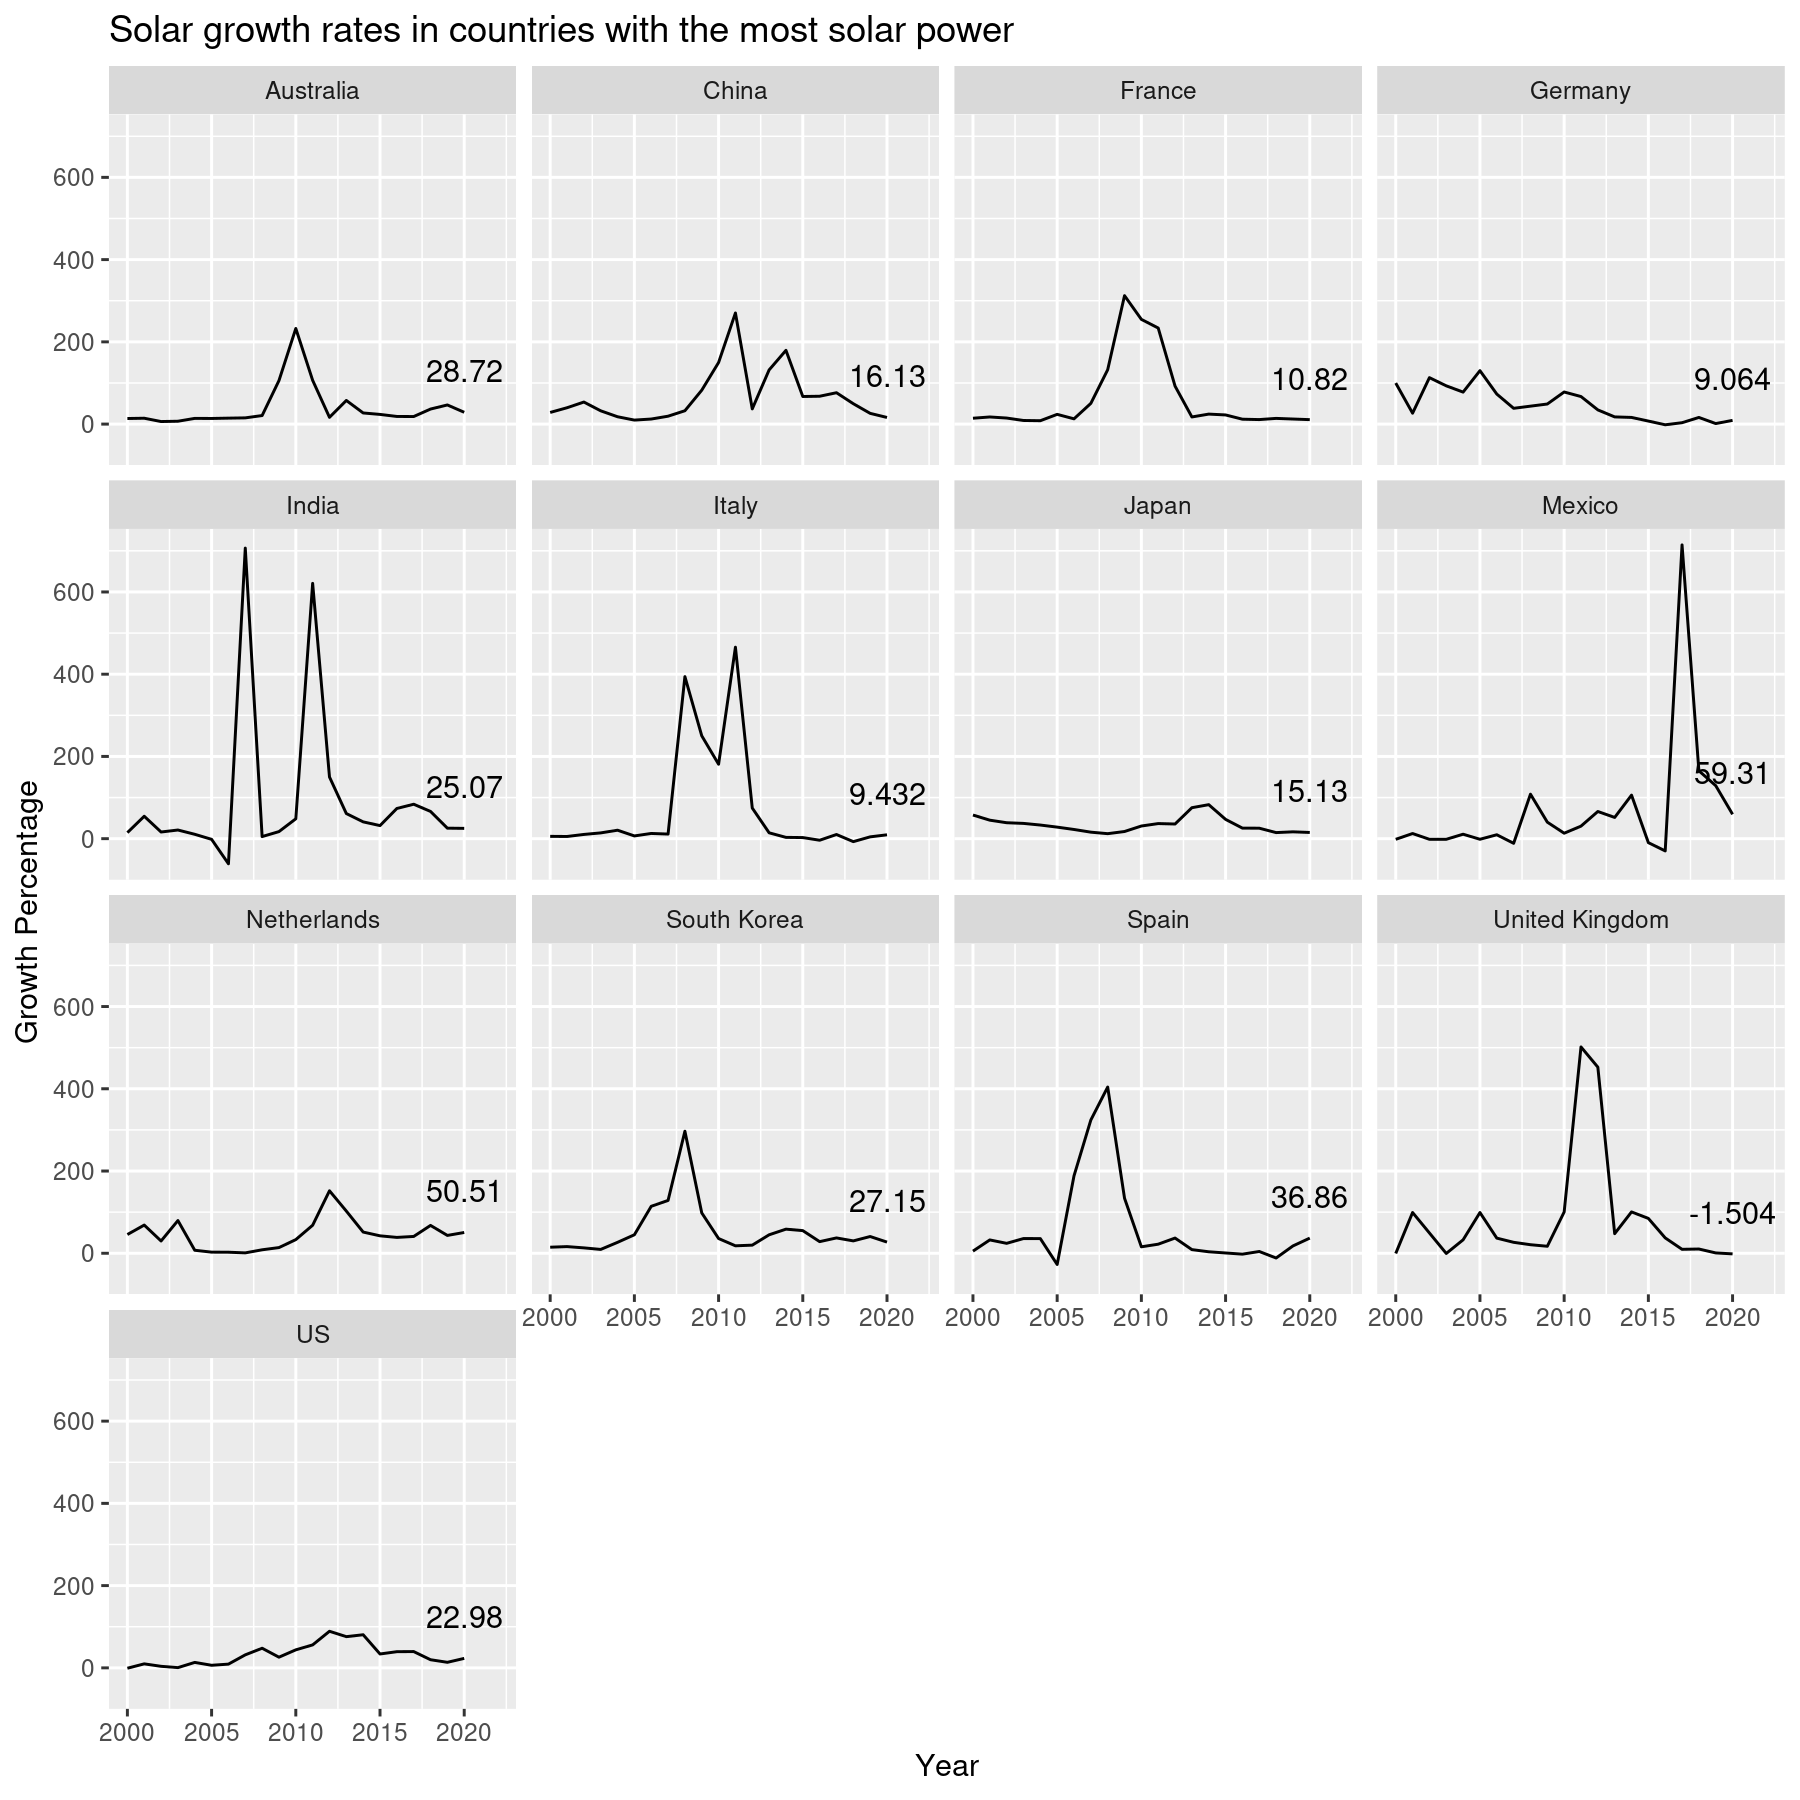 Solar growth rates in countries with the most solar power
Australia
China
France
Germany
600
400
200
0
28.72
16.13
10.82
9.064
India
Italy
Japan
Mexico
600
400
200
0
25.07
9.432
15.13
59.31
Growth Percentage
Netherlands
South Korea
Spain
United Kingdom
600
400
200
0
50.51
27.15
36.86
-1.504
2000 2005 2010 2015 2020
2000 2005 2010 2015 2020
2000 2005 2010 2015 2020
US
600
400
200
0
22.98
2000 2005 2010 2015 2020
Year